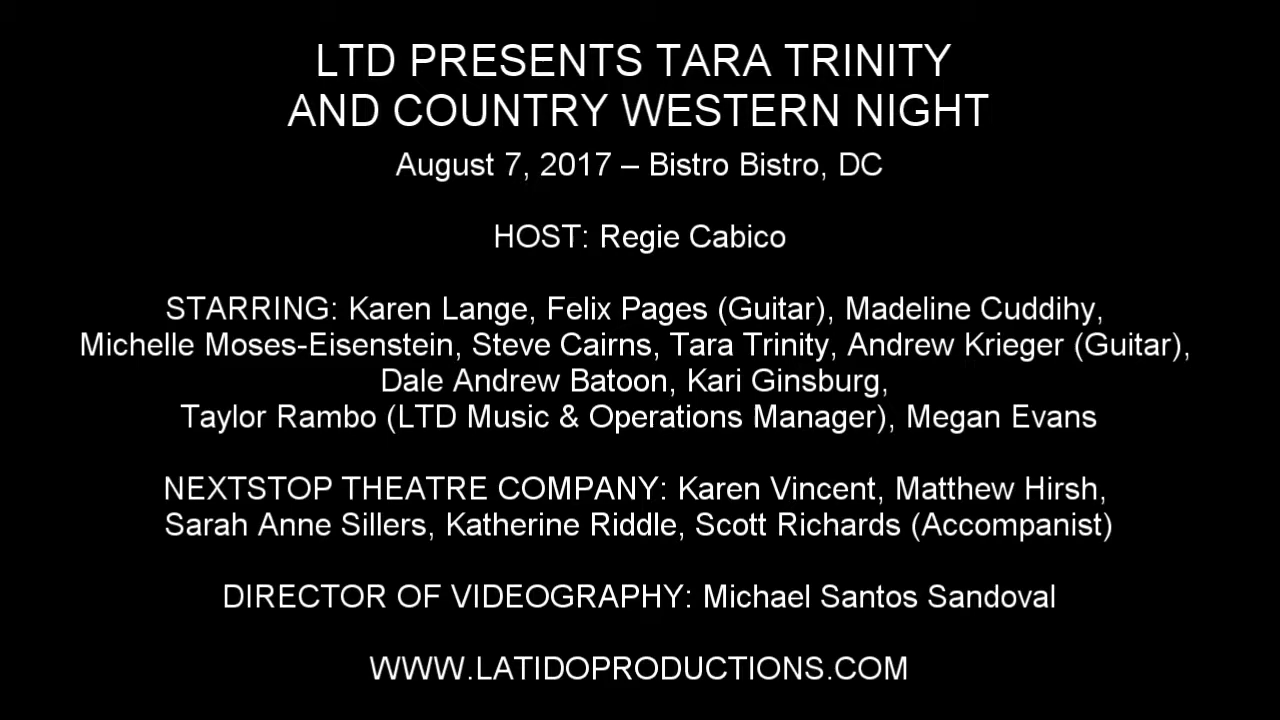 LTD PRESENTS TARA TRINITY
AND COUNTRY WESTERN NIGHT
August 7, 2017 – Bistro Bistro, DC
HOST: Regie Cabico
STARRING: Karen Lange, Felix Pages (Guitar), Madeline Cuddihy,
Michelle Moses-Eisenstein, Steve Cairns, Tara Trinity, Andrew Krieger (Guitar),
Dale Andrew Batoon, Kari Ginsburg,
Taylor Rambo (LTD Music & Operations Manager), Megan Evans
NEXTSTOP THEATRE COMPANY: Karen Vincent, Matthew Hirsh,
Sarah Anne Sillers, Katherine Riddle, Scott Richards (Accompanist)
DIRECTOR OF VIDEOGRAPHY: Michael Santos Sandoval
WWW.LATIDOPRODUCTIONS.COM